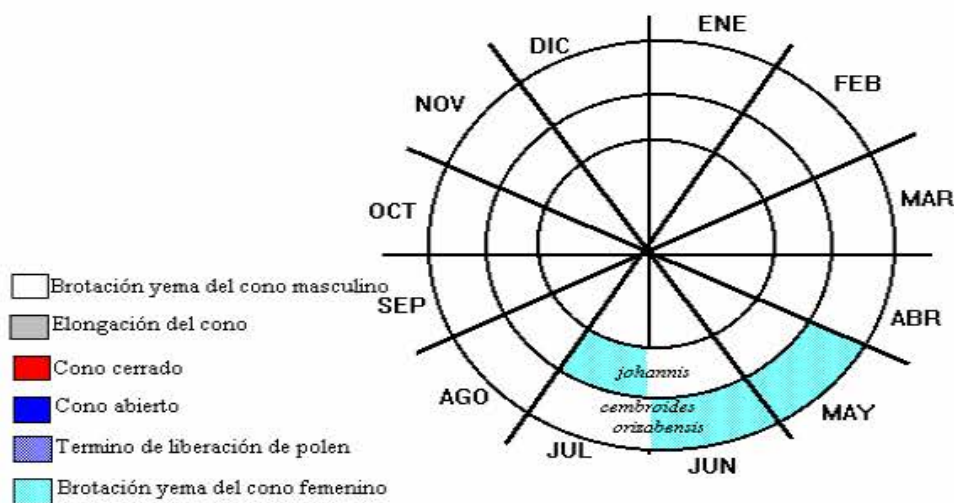 ENE
FEB
MAR
ABR
MAY
JUN
JUL
AGO
SEP
OCT
NOV
DIC
johannis
cembroides
orizabensis
Brotación yema del cono masculino
Elongación del cono
Cono cerrado
Cono abierto
Termino de liberación de polen
Brotación yema del cono femenino